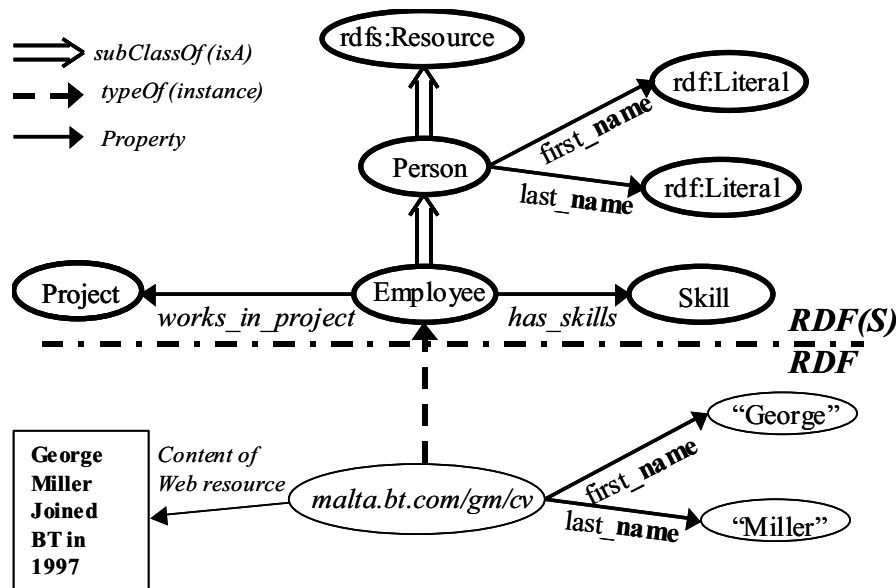 subClassOf(isA)
typeOf(instance)
Property
rdfs:Resource
rdf:Literal
first_name
Person
last_name
rdf:Literal
Project
works_in_project
Employee
has_skills
Skill
RDF(S)
RDF
George
Miller
Joined
BT in
1997
Content of
Web resource
malta.bt.com/gm/cv
first_name
"George"
last_name
"Miller"